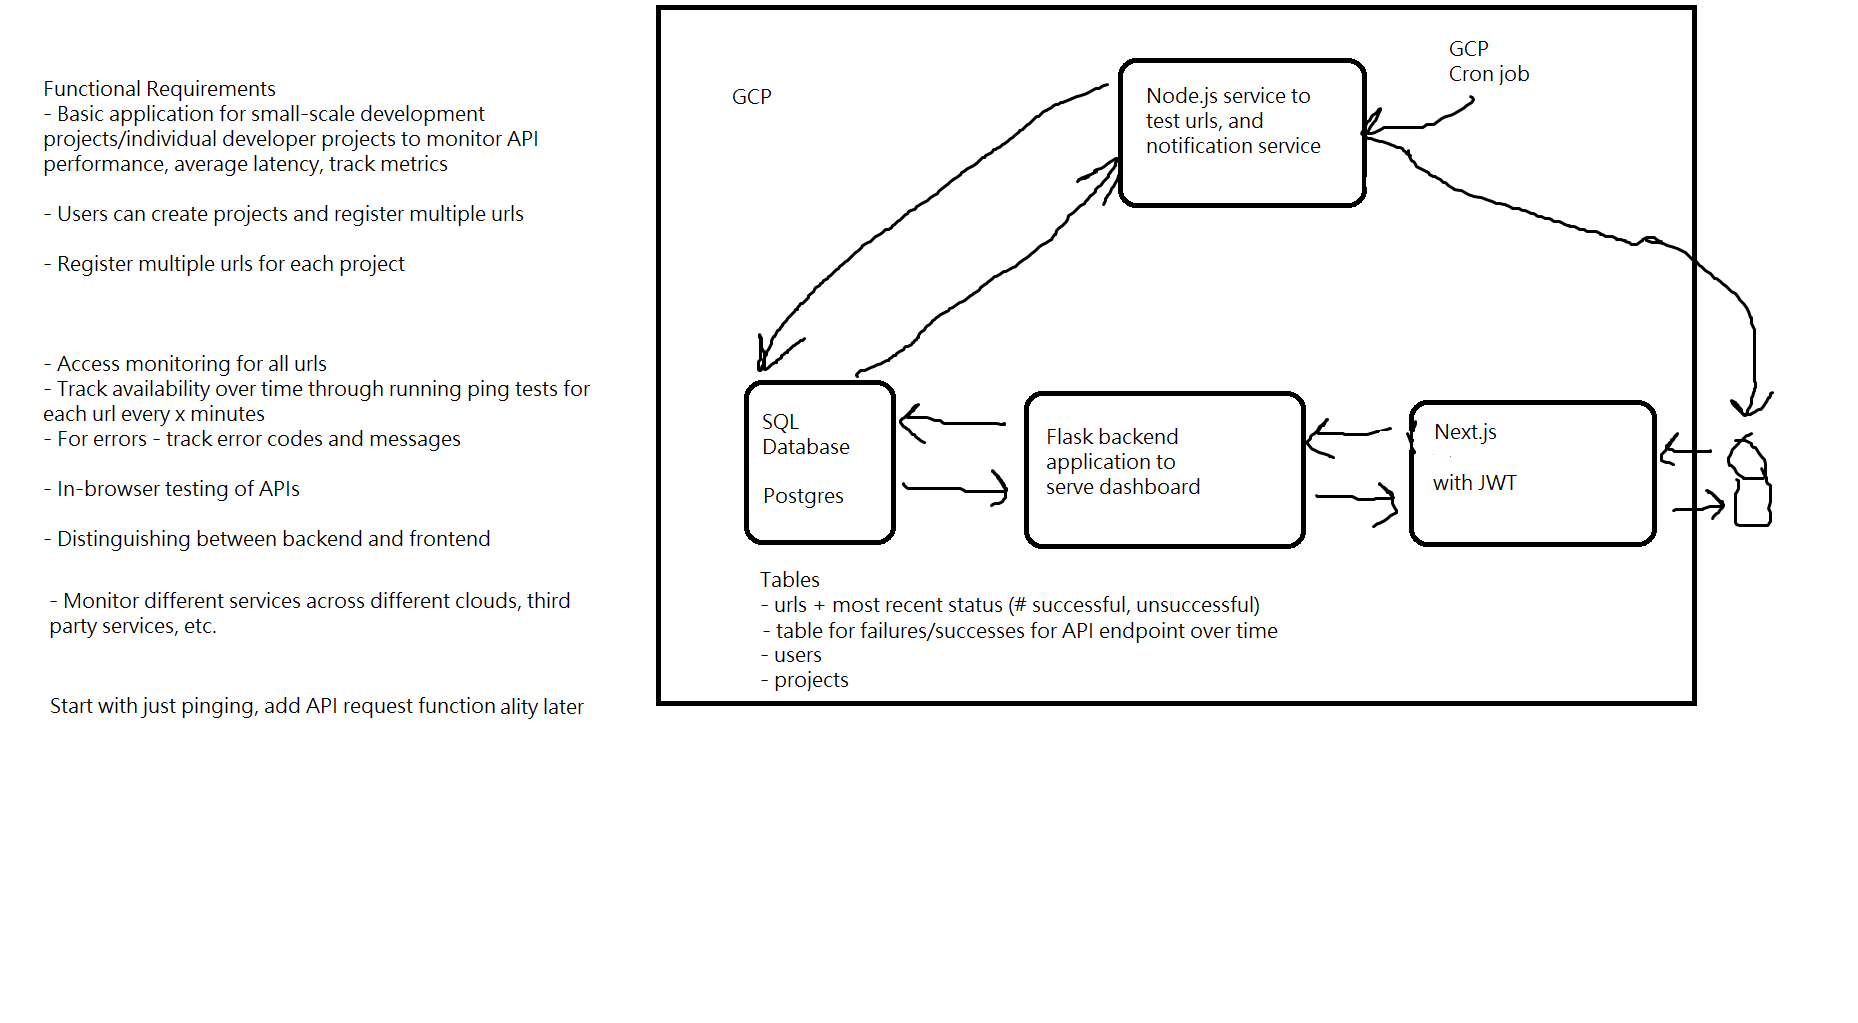 Functional Requirements
- Basic application for small-scale development
projects/individual developer projects to monitor API
performance, average latency, track metrics
- Users can create projects and register multiple urls
- Register multiple urls for each project
- Access monitoring for all urls
- Track availability over time through running ping tests for
each url every x minutes
- For errors - track error codes and messages
- In-browser testing of APIs
- Distinguishing between backend and frontend
- Monitor different services across different clouds, third
party services, etc.
Start with just pinging, add API request function ality later
GCP
Node.js service to
test urls, and
notification service
GCP
Cron job
SQL
Database
Postgres
Flask backend
application to
serve dashboard
Next.js
with JWT
Tables
- urls + most recent status (# successful, unsuccessful)
- table for failures/successes for API endpoint over time
- users
- projects